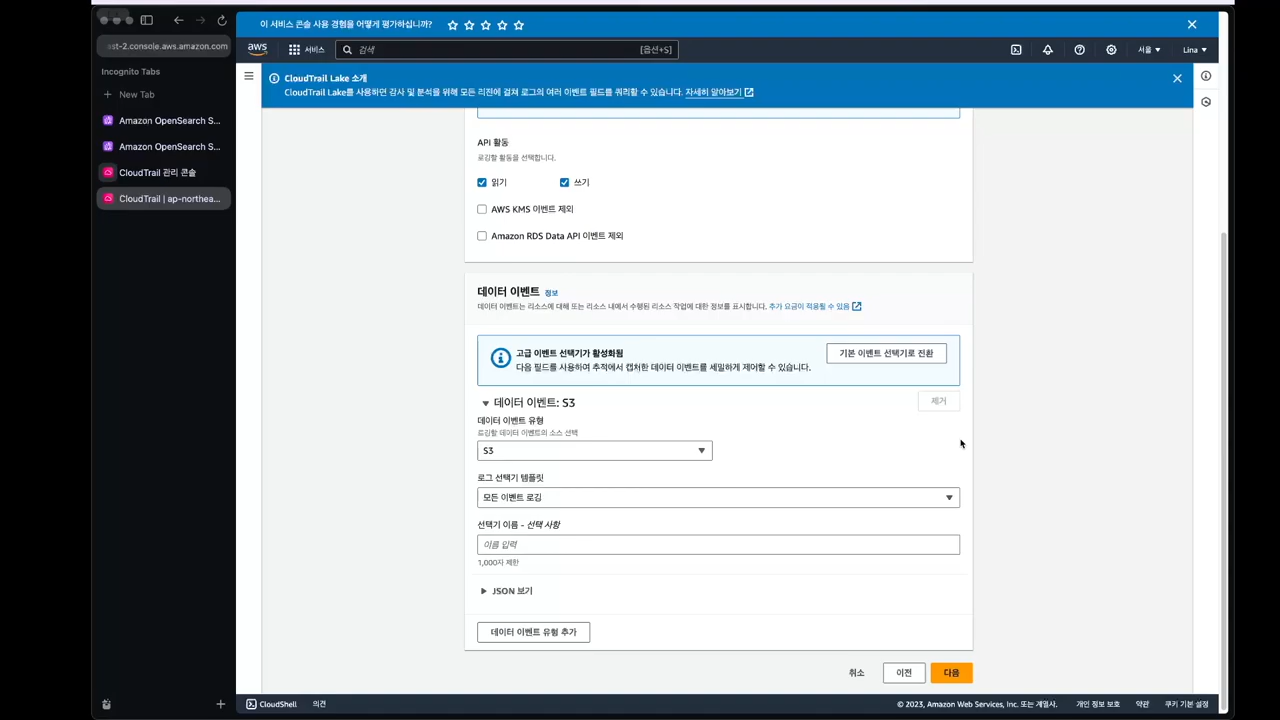 이 서비스 콘솔 사용 경험을 어떻게 평가하십니까?
st-2.console.aws.amazon.com
aws
서비스
검색
[옵션+S]
서울
Lina
Incognito Tabs
New Tab
Amazon OpenSearch S...
Amazon OpenSearch S...
CloudTrail 관리 콘솔
CloudTrail | ap-northea...
CloudTrail Lake 소개
CloudTrail Lake를 사용하면 감사 및 분석을 위해 모든 리전에 걸쳐 로그의 여러 이벤트 필드를 쿼리할 수 있습니다. 자세히 알아보기
API 활동
로깅할 활동을 선택합니다.
읽기
쓰기
AWS KMS 이벤트 제외
Amazon RDS Data API 이벤트 제외
데이터 이벤트 정보
데이터 이벤트는 리소스에 대해 또는 리소스 내에서 수행된 리소스 작업에 대한 정보를 표시합니다. 추가 요금이 적용될 수 있음
고급 이벤트 선택기가 활성화됨
다음 필드를 사용하여 추적에서 캡처한 데이터 이벤트를 세밀하게 제어할 수 있습니다.
기본 이벤트 선택기로 전환
데이터 이벤트: S3
제거
데이터 이벤트 유형
로깅할 데이터 이벤트의 소스 선택
S3
로그 선택기 템플릿
모든 이벤트 로깅
선택기 이름 - 선택 사항
이름 입력
1,000자 제한
JSON 보기
데이터 이벤트 유형 추가
취소
이전
다음
CloudShell
의견
© 2023, Amazon Web Services, Inc. 또는 계열사.
개인 정보 보호
약관
쿠키 기본 설정